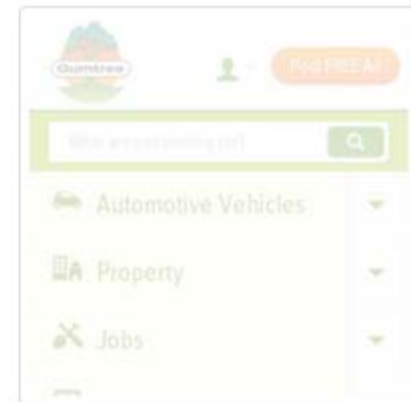 Gumtree
Post FREE Ad
What are you looking for?
Automotive Vehicles
Property
Jobs